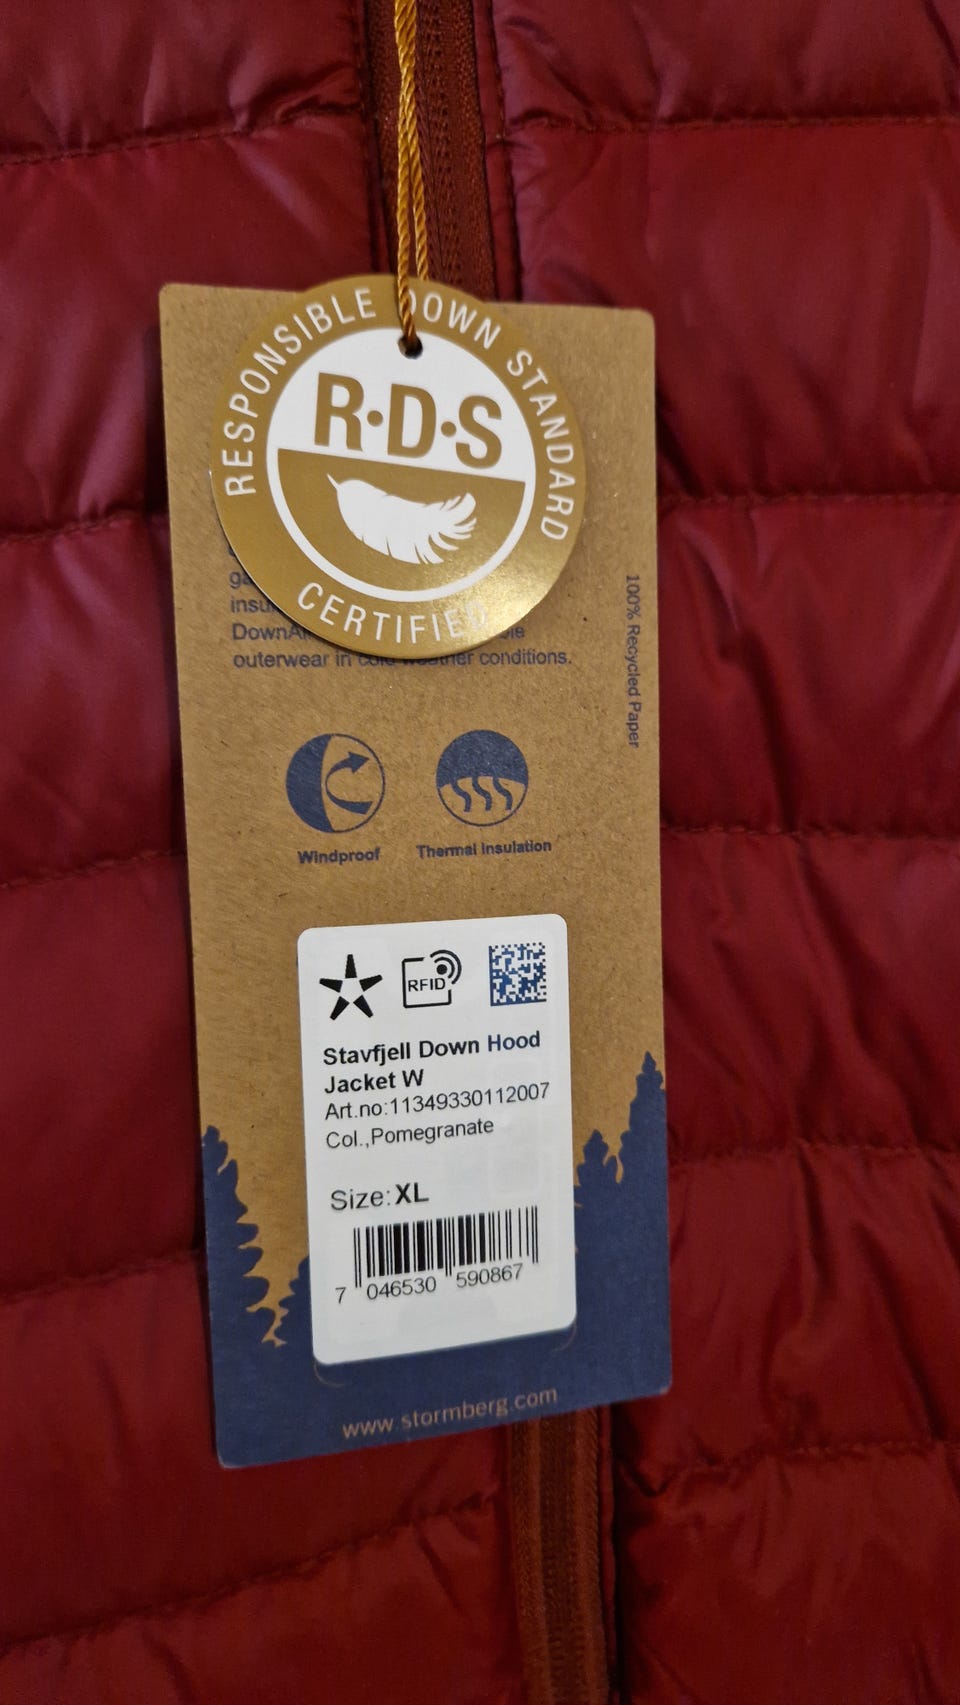 RESPONSIBLE DOWN STANDARD
R·D·S
CERTIFIED
outerwear in cold weather conditions.
100% Recycled Paper
Windproof
Thermal Insulation
RFID
Stavfjell Down Hood
Jacket W
Art.no:11349330112007
Col.,Pomegranate
Size:XL
7 046530 590867
www.stormberg.com